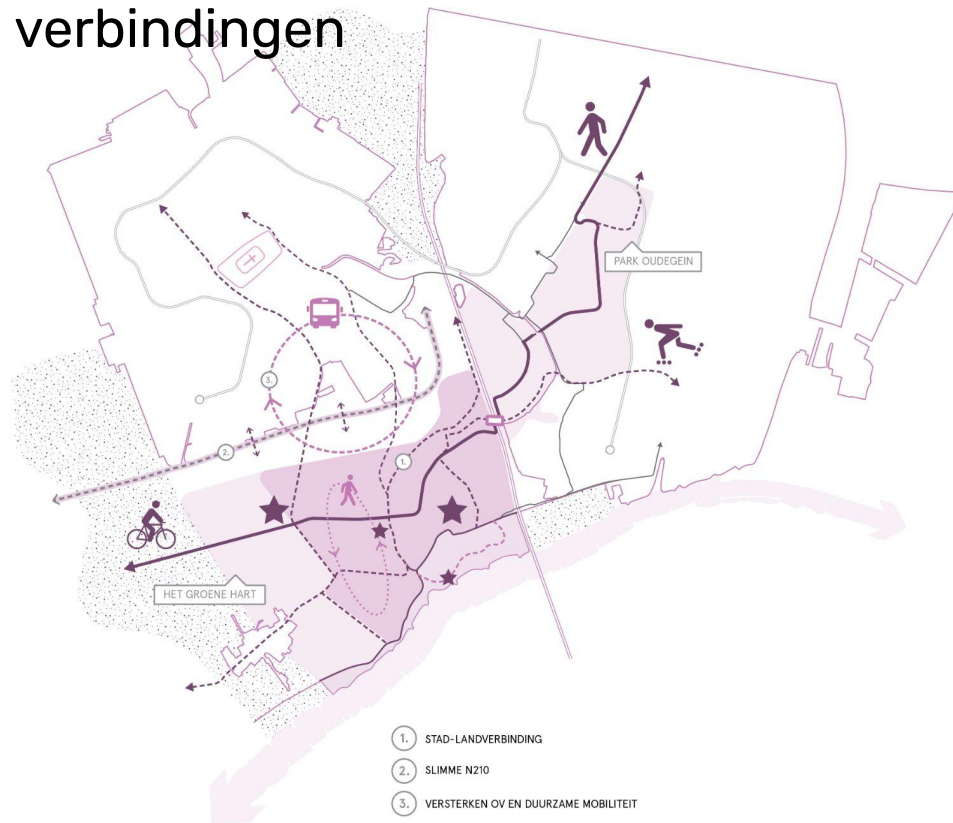 verbindingen
PARK OUDEGEIN
3.
2.
1.
HET GROENE HART
1. STAD-LANDVERBINDING
2. SLIMME N210
3. VERSTERKEN OV EN DUURZAME MOBILITEIT